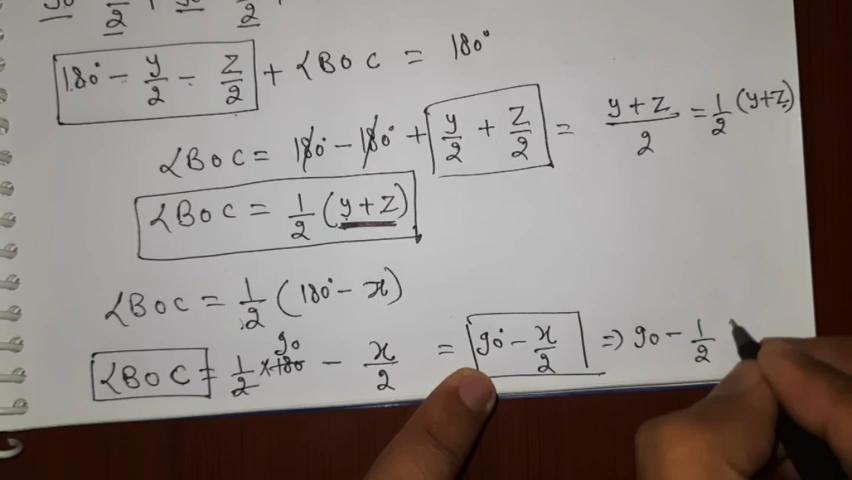 180° - y/2 - z/2 + ∠BOC = 180°
∠BOC = 180° - 180° + y/2 + z/2 = y+z/2 = 1/2 (y+z)
∠BOC = 1/2 (y+z)
∠BOC = 1/2 (180° - x)
∠BOC = 1/2 × 180 90 - x/2 = 90° - x/2 ⇒ 90 - 1/2